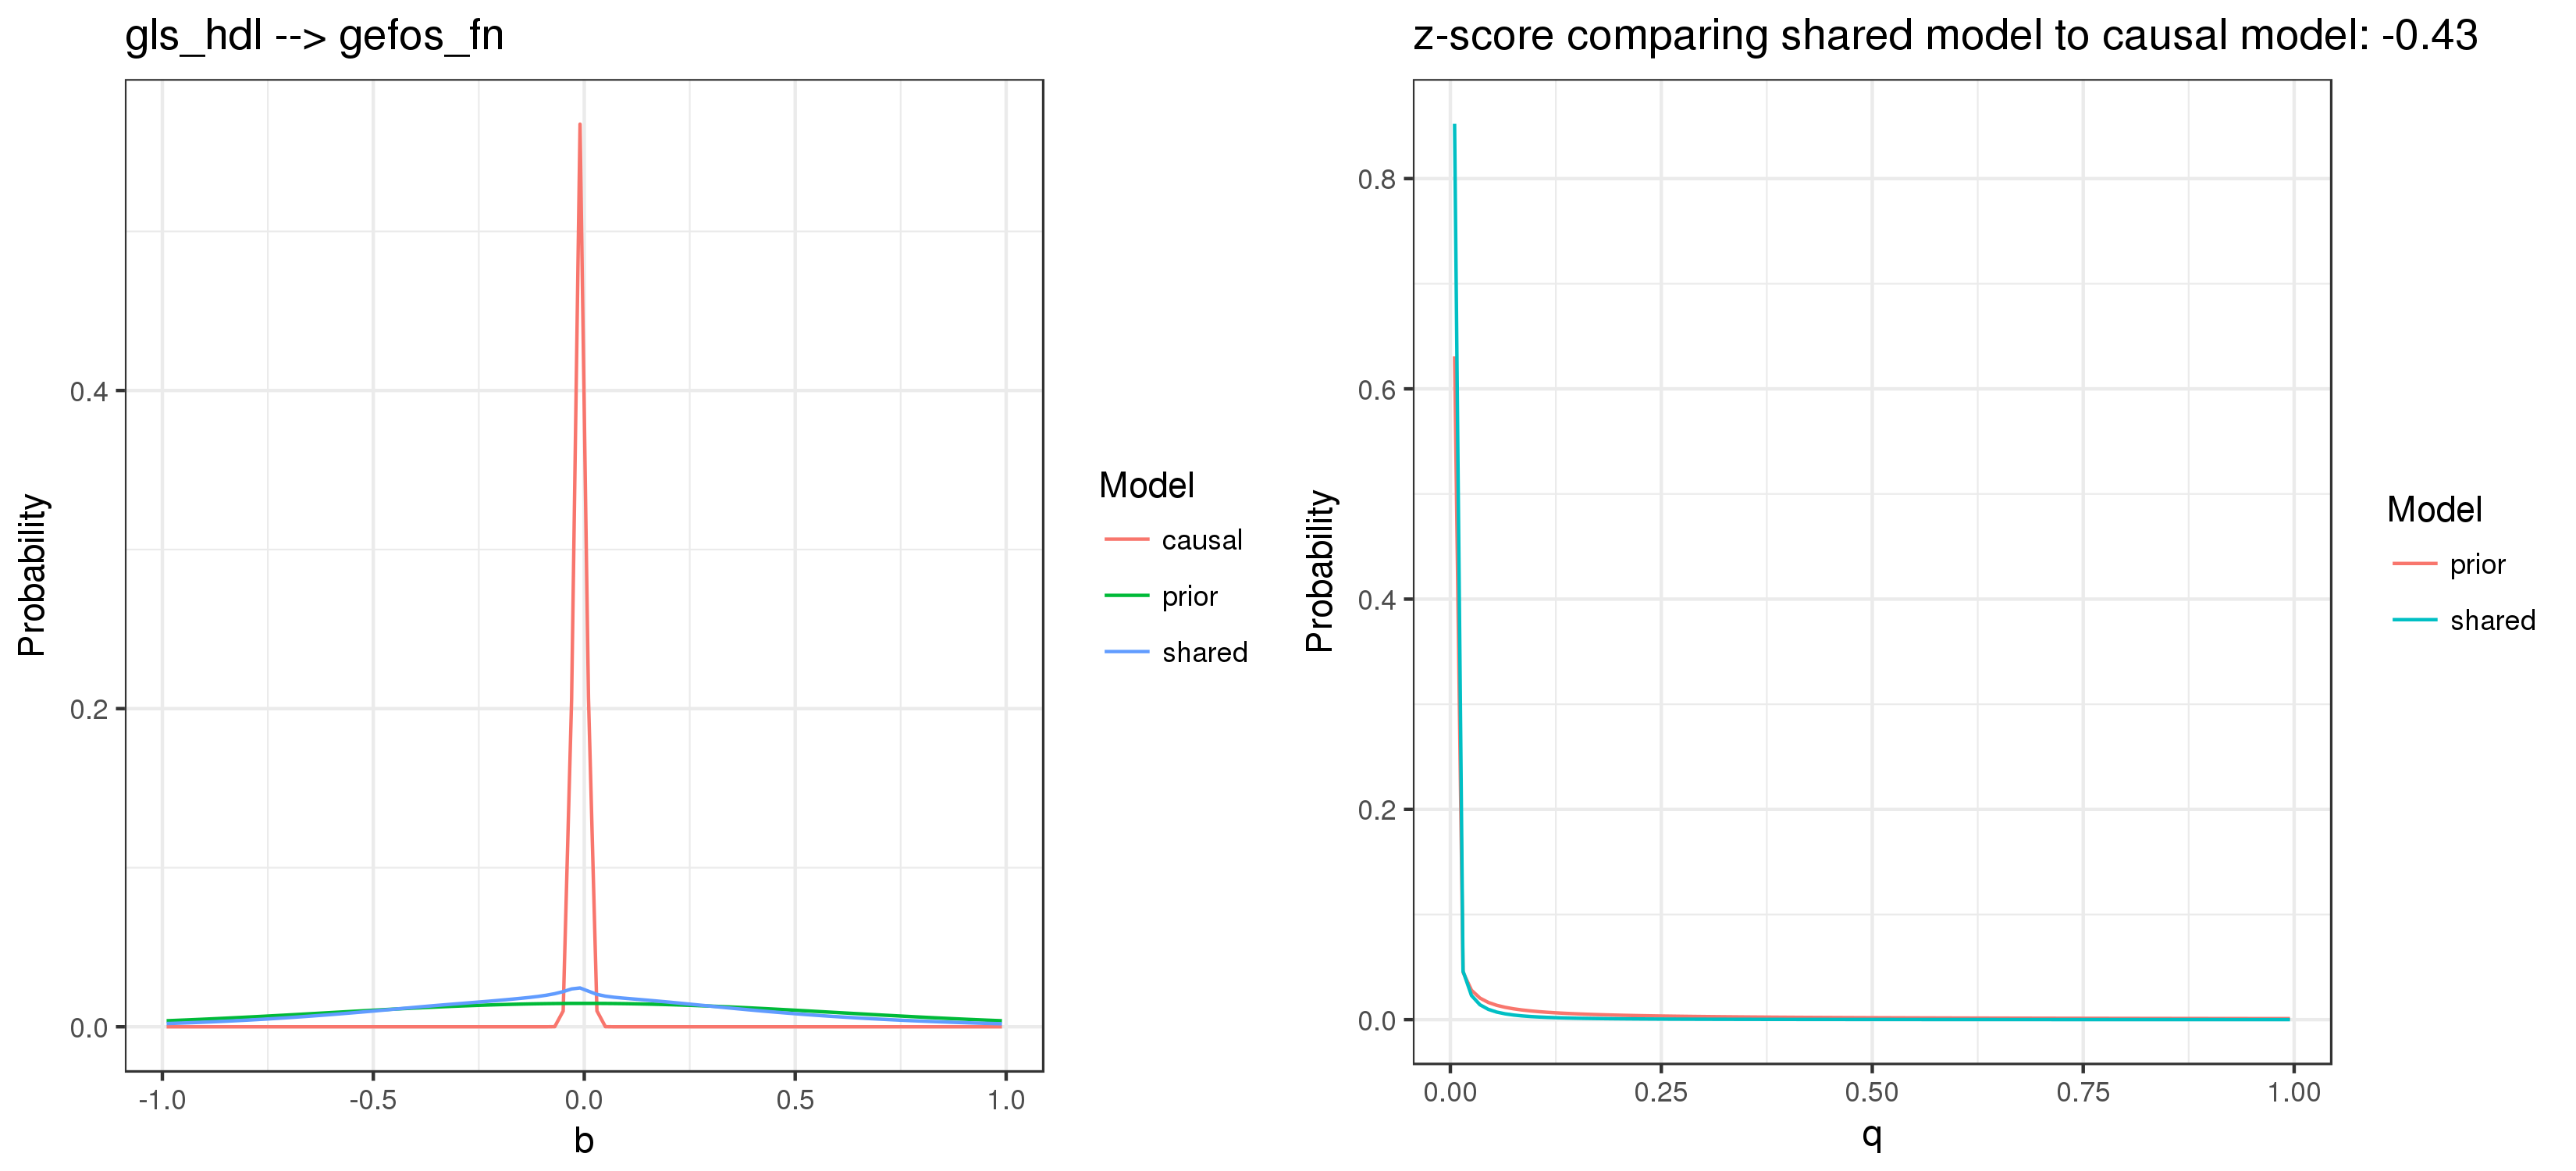 gls_hdl --> gefos_fn
Probability
0.4
0.2
0.0
-1.0 -0.5 0.0 0.5 1.0
b
Model
causal
prior
shared
z-score comparing shared model to causal model: -0.43
Probability
0.8
0.6
0.4
0.2
0.0
0.00 0.25 0.50 0.75 1.00
q
Model
prior
shared